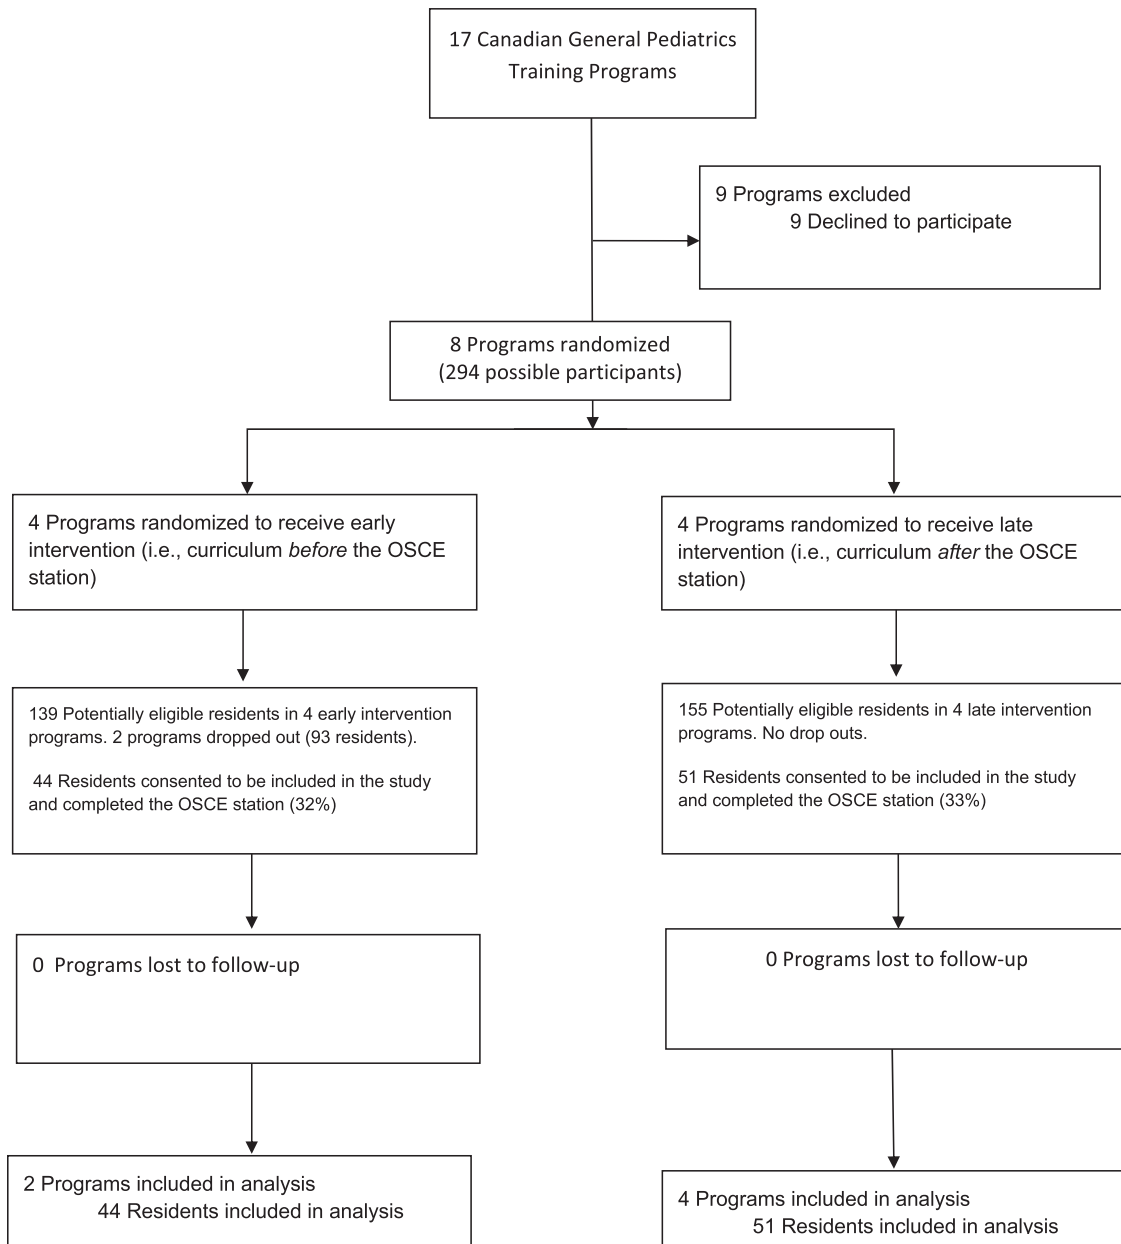 17 Canadian General Pediatrics
Training Programs
9 Programs excluded
9 Declined to participate
8 Programs randomized
(294 possible participants)
4 Programs randomized to receive early
intervention (i.e., curriculum before the OSCE
station)
4 Programs randomized to receive late
intervention (i.e., curriculum after the OSCE
station)
139 Potentially eligible residents in 4 early intervention
programs. 2 programs dropped out (93 residents).
44 Residents consented to be included in the study
and completed the OSCE station (32%)
155 Potentially eligible residents in 4 late intervention
programs. No drop outs.
51 Residents consented to be included in the study
and completed the OSCE station (33%)
0 Programs lost to follow-up
0 Programs lost to follow-up
2 Programs included in analysis
44 Residents included in analysis
4 Programs included in analysis
51 Residents included in analysis